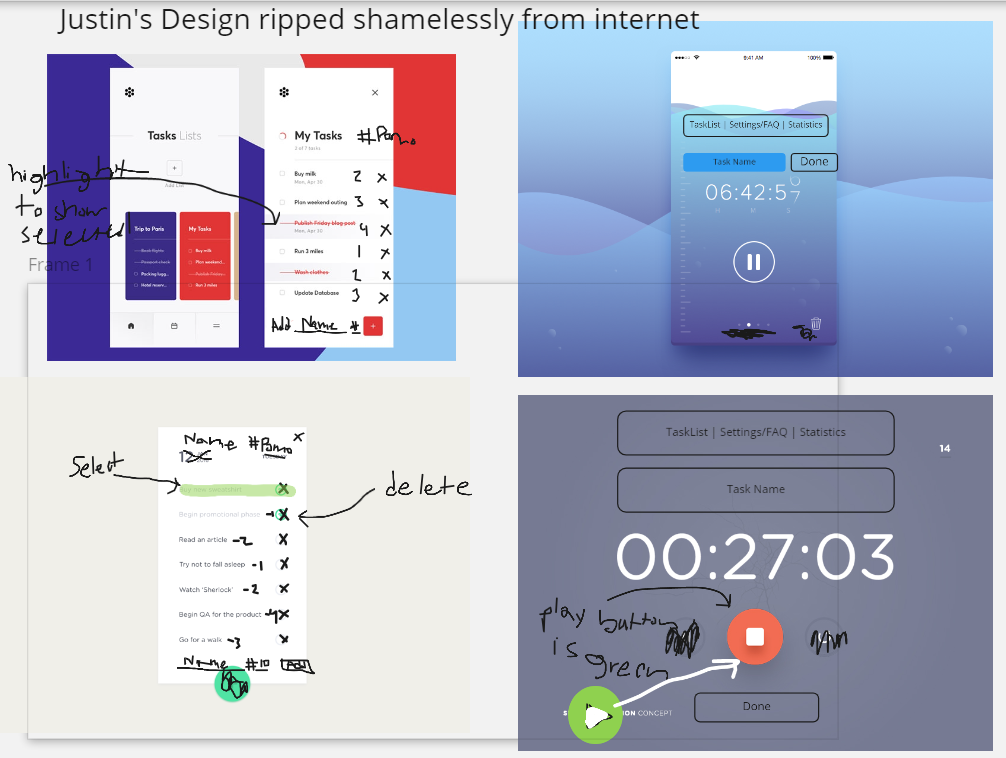 Justin's Design ripped shamelessly from internet
Tasks Lists
Add List
Trip to Paris
Book flights
Passport check
Packing lugg..
Hotel reserv...
My Tasks
Buy milk
Plan weekend...
Publish Friday...
Run 3 miles
My Tasks #Pomo
2 of 7 tasks
Buy milk 2 x
Mon, Apr 30
Plan weekend outing 3 x
Publish Friday blog post 4 x
Mon, Apr 30
Run 3 miles 1 x
Wash clothes 2 x
Update Database 3 x
Add Name # +
highlight
to show
selected
Frame 1
9:41 AM 100%
TaskList | Settings/FAQ | Statistics
Task Name Done
06:42:57
H M S
Name #Pomo x
Select
Buy new sweatshirt X
Begin promotional phase -1 X
delete
Read an article -2 X
Try not to fall asleep -1 X
Watch 'Sherlock' -2 X
Begin QA for the product -4 X
Go for a walk -3 X
Name #10 Add
TaskList | Settings/FAQ | Statistics
14
Task Name
00:27:03
play button
is green
Done
S ON CONCEPT